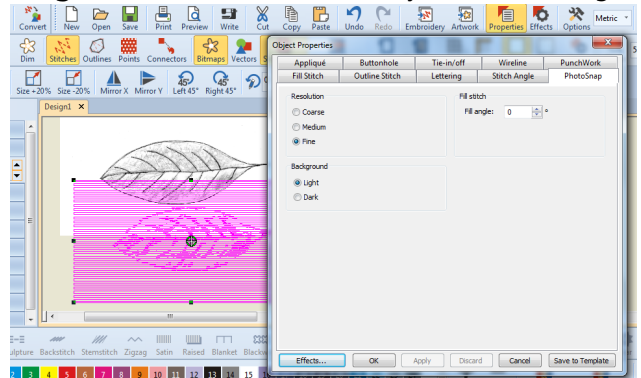 Convert New Open Save Print Preview Write Cut Copy Paste Undo Redo Embroidery Artwork Properties Effects Options Metric
Dim Stitches Outlines Points Connectors Bitmaps Vectors
Size +20% Size -20% Mirror X Mirror Y Left 45° Right 45°
Design1 X
Object Properties
Appliqué Buttonhole Tie-in/off Wireline PunchWork
Fill Stitch Outline Stitch Lettering Stitch Angle PhotoSnap
Resolution
Coarse
Medium
Fine
Fill stitch
Fill angle: 0 °
Background
Light
Dark
ulpture Backstitch Stemstitch Zigzag Satin Raised Blanket Blackw
Effects... OK Apply Discard Cancel Save to Template
2 3 4 5 6 7 8 9 10 11 12 13 14 15